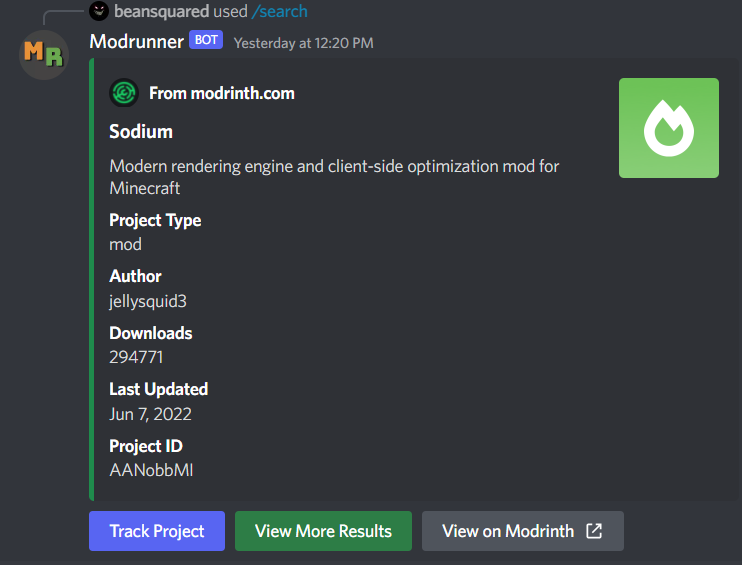 beansquared used /search
MR
Modrunner BOT Yesterday at 12:20 PM
From modrinth.com
Sodium
Modern rendering engine and client-side optimization mod for
Minecraft
Project Type
mod
Author
jellysquid3
Downloads
294771
Last Updated
Jun 7, 2022
Project ID
AANobbMI
Track Project
View More Results
View on Modrinth